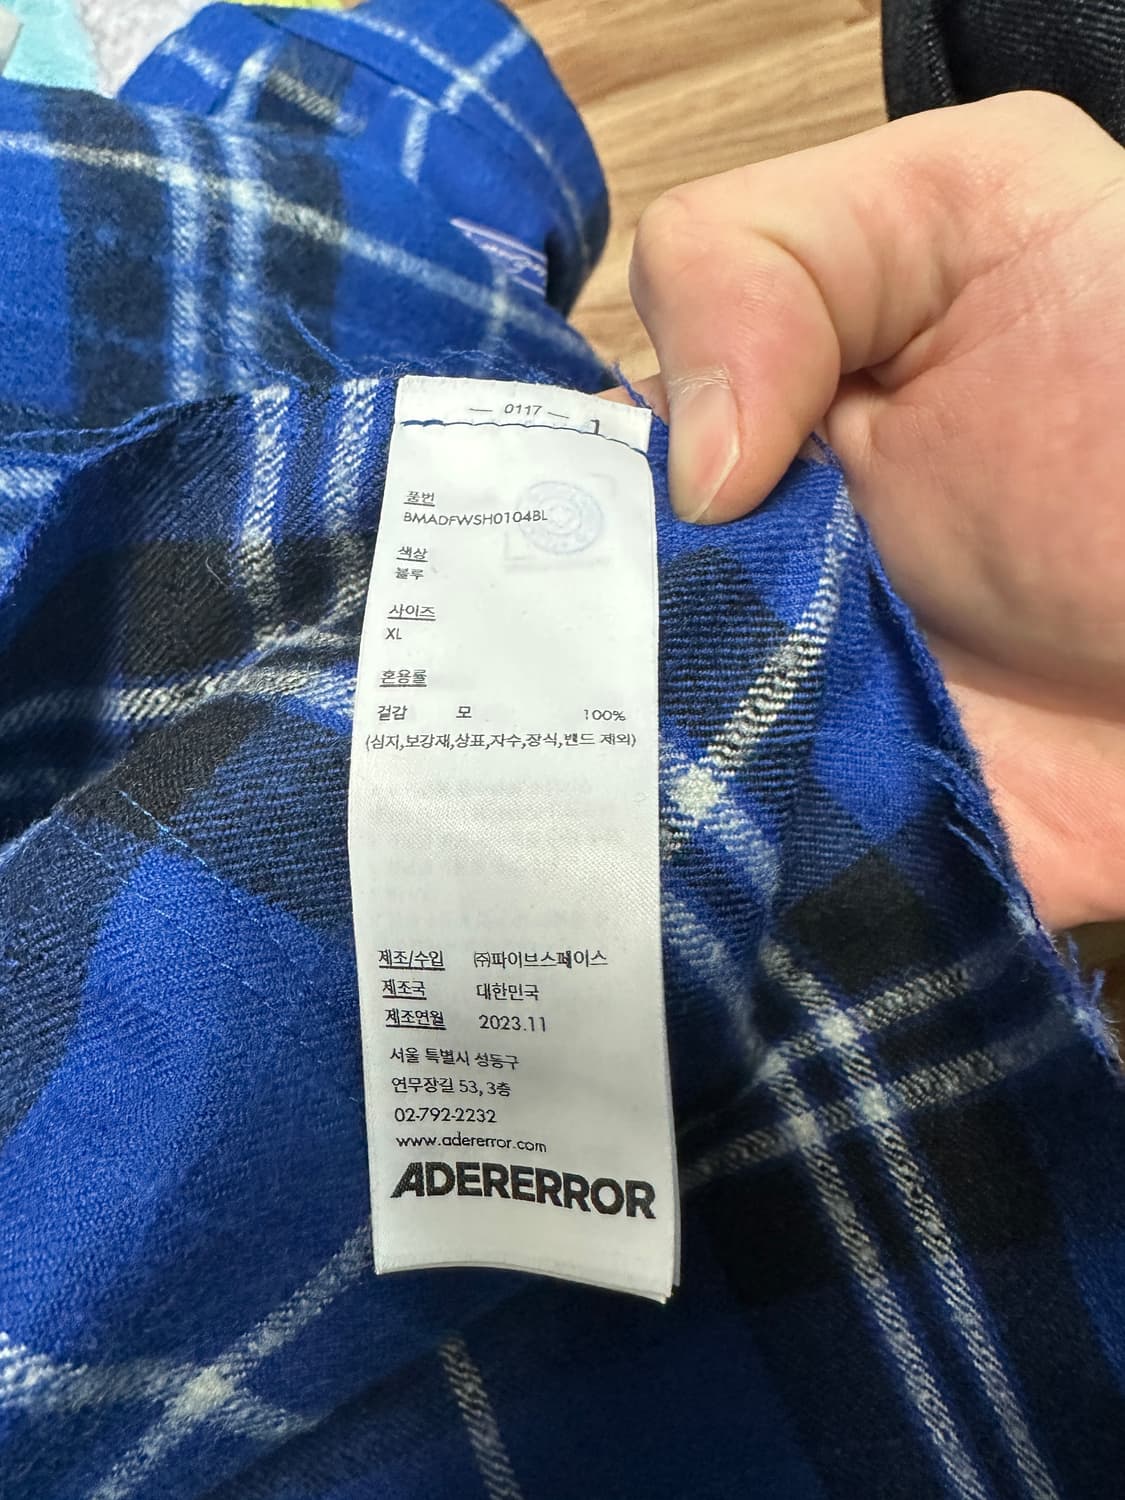 — 0117 —
1
품번
BMADFWSH0104BL
색상
블루
사이즈
XL
혼용률
겉감 모 100%
(심지,보강재,상표,자수,장식,밴드 제외)
제조/수입 ㈜파이브스페이스
제조국 대한민국
제조연월 2023.11
서울 특별시 성동구
연무장길 53, 3층
02-792-2232
www.adererror.com
ADERERROR